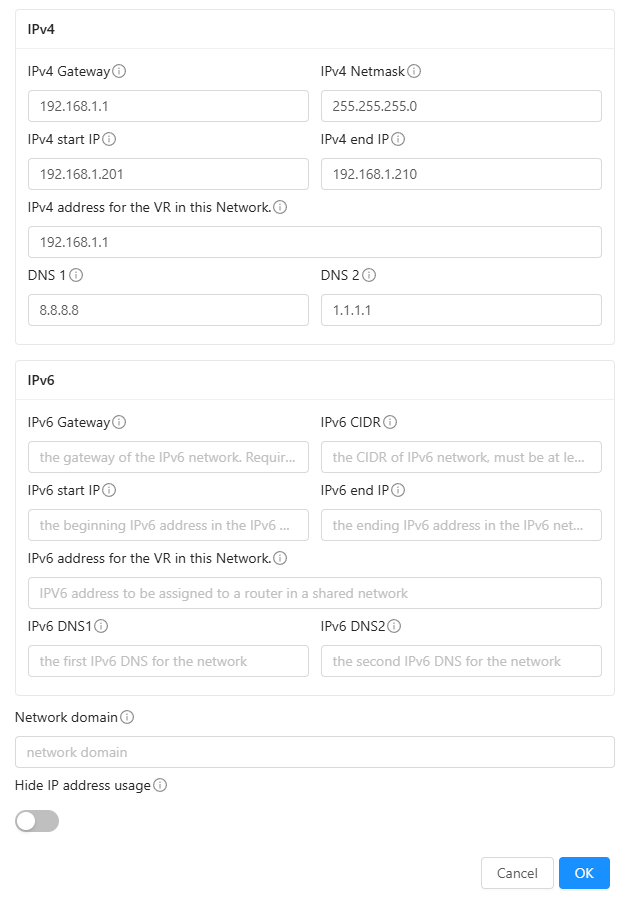 IPv4
IPv4 Gateway
IPv4 Netmask
192.168.1.1
255.255.255.0
IPv4 start IP
IPv4 end IP
192.168.1.201
192.168.1.210
IPv4 address for the VR in this Network.
192.168.1.1
DNS 1
DNS 2
8.8.8.8
1.1.1.1
IPv6
IPv6 Gateway
IPv6 CIDR
the gateway of the IPv6 network. Requir...
the CIDR of IPv6 network, must be at le...
IPv6 start IP
IPv6 end IP
the beginning IPv6 address in the IPv6 ...
the ending IPv6 address in the IPv6 net...
IPv6 address for the VR in this Network.
IPV6 address to be assigned to a router in a shared network
IPv6 DNS1
IPv6 DNS2
the first IPv6 DNS for the network
the second IPv6 DNS for the network
Network domain
network domain
Hide IP address usage
Cancel
OK